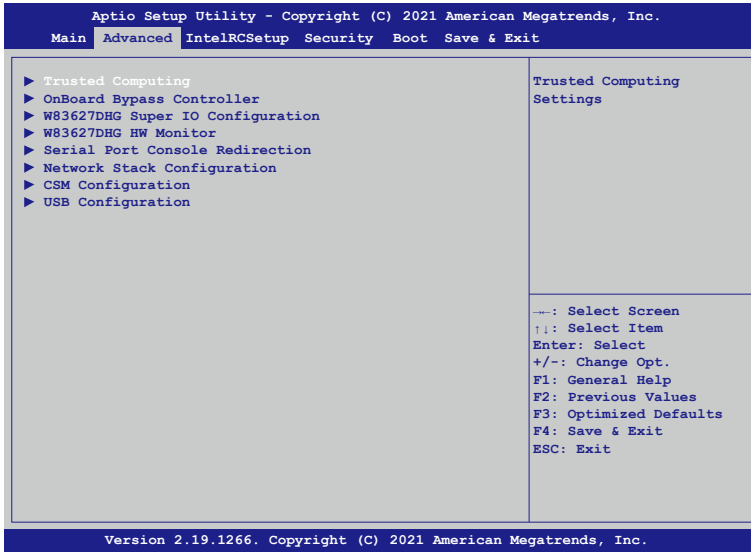 Aptio Setup Utility - Copyright (C) 2021 American Megatrends, Inc.
Main Advanced IntelRCSetup Security Boot Save & Exit
▶ Trusted Computing
▶ OnBoard Bypass Controller
▶ W83627DHG Super IO Configuration
▶ W83627DHG HW Monitor
▶ Serial Port Console Redirection
▶ Network Stack Configuration
▶ CSM Configuration
▶ USB Configuration
Trusted Computing
Settings
→←: Select Screen
↑↓: Select Item
Enter: Select
+/-: Change Opt.
F1: General Help
F2: Previous Values
F3: Optimized Defaults
F4: Save & Exit
ESC: Exit
Version 2.19.1266. Copyright (C) 2021 American Megatrends, Inc.